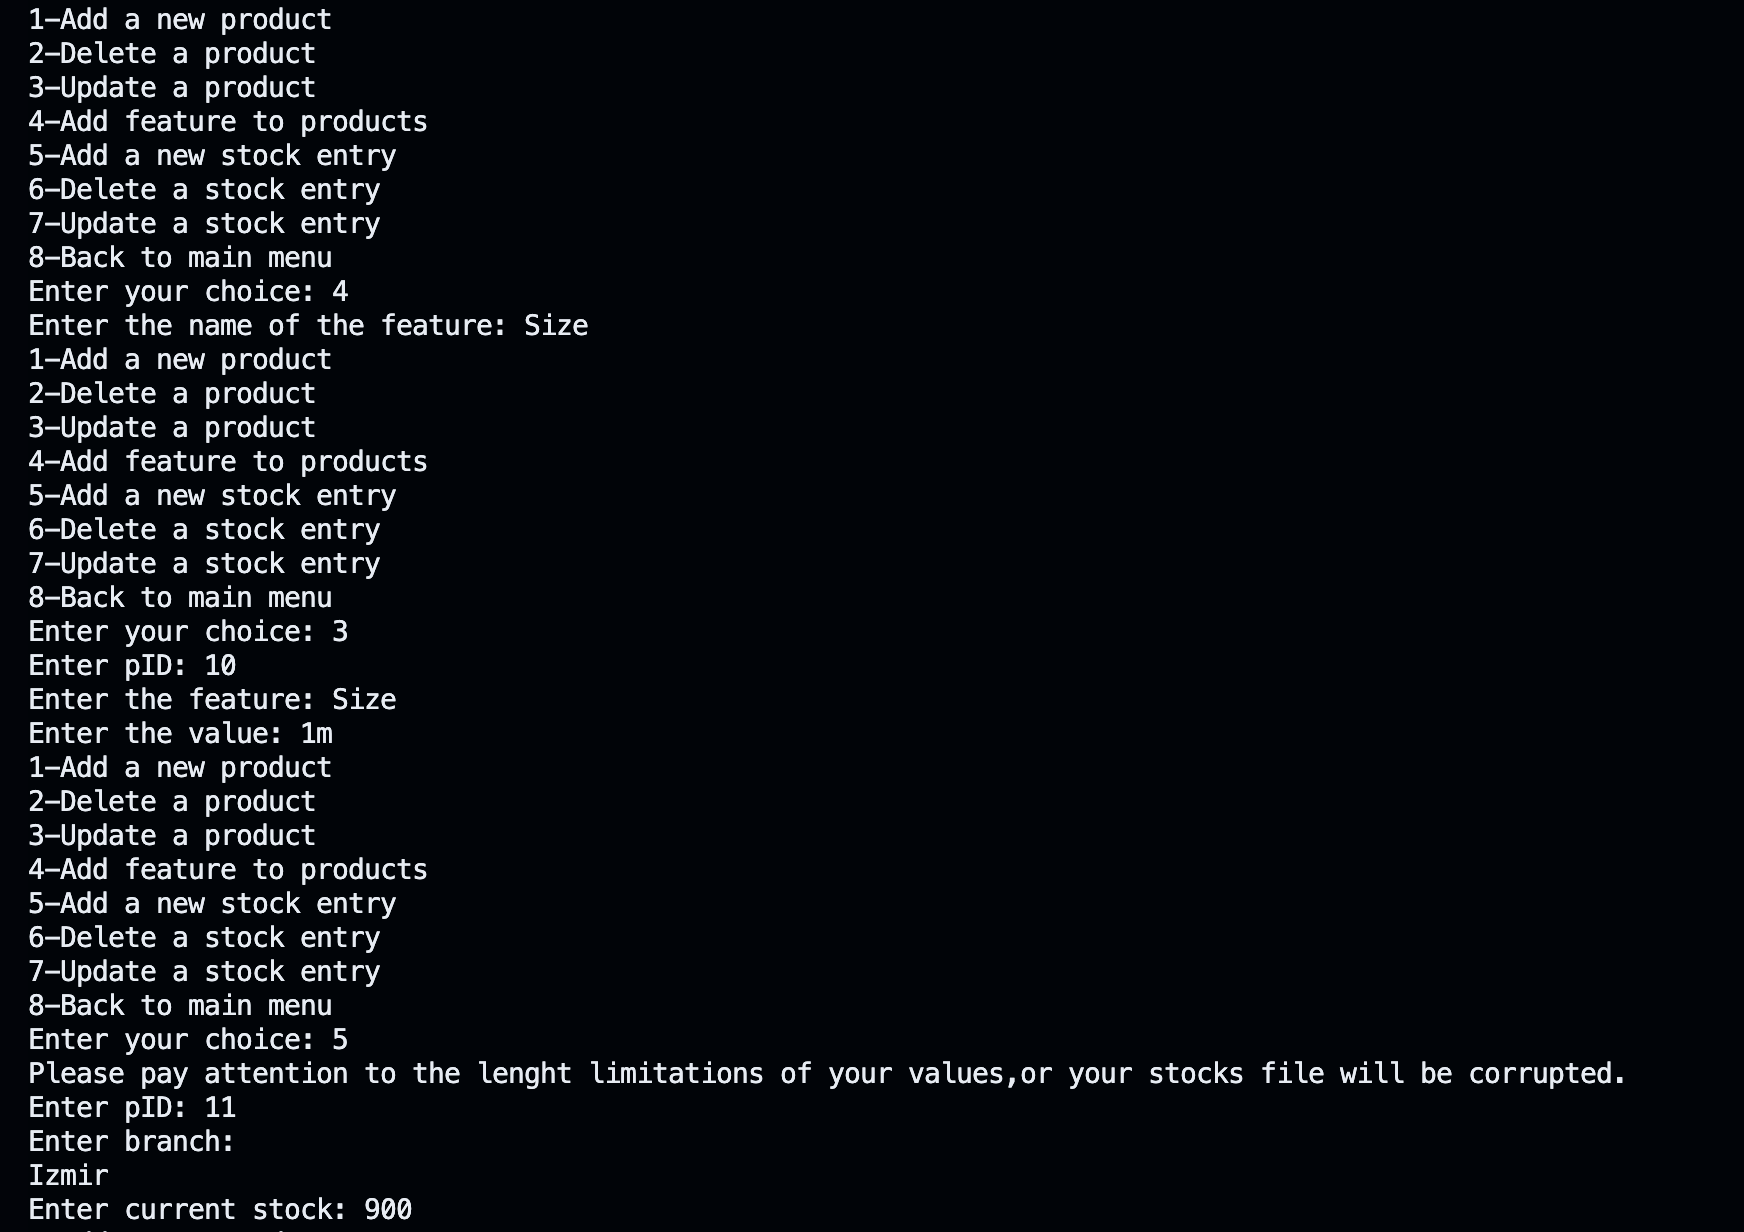 1-Add a new product
2-Delete a product
3-Update a product
4-Add feature to products
5-Add a new stock entry
6-Delete a stock entry
7-Update a stock entry
8-Back to main menu
Enter your choice: 4
Enter the name of the feature: Size
1-Add a new product
2-Delete a product
3-Update a product
4-Add feature to products
5-Add a new stock entry
6-Delete a stock entry
7-Update a stock entry
8-Back to main menu
Enter your choice: 3
Enter pID: 10
Enter the feature: Size
Enter the value: 1m
1-Add a new product
2-Delete a product
3-Update a product
4-Add feature to products
5-Add a new stock entry
6-Delete a stock entry
7-Update a stock entry
8-Back to main menu
Enter your choice: 5
Please pay attention to the lenght limitations of your values,or your stocks file will be corrupted.
Enter pID: 11
Enter branch:
Izmir
Enter current stock: 900